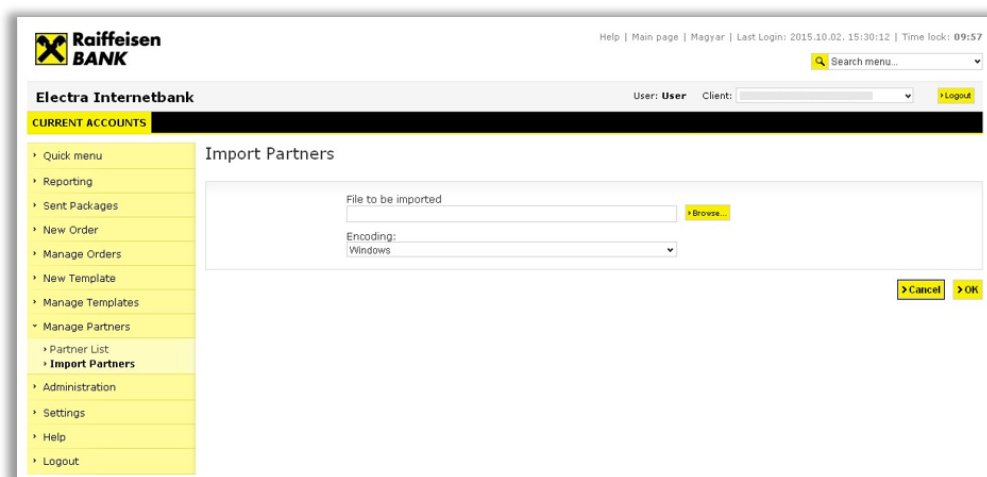 Raiffeisen
BANK
Help | Main page | Magyar | Last Login: 2015.10.02. 15:30:12 | Time lock: 09:57
Search menu...
Electra Internetbank
User: User Client:
Logout
CURRENT ACCOUNTS
Quick menu
Reporting
Sent Packages
New Order
Manage Orders
New Template
Manage Templates
Manage Partners
Partner List
Import Partners
Administration
Settings
Help
Logout
Import Partners
File to be imported
Browse...
Encoding:
Windows
Cancel OK